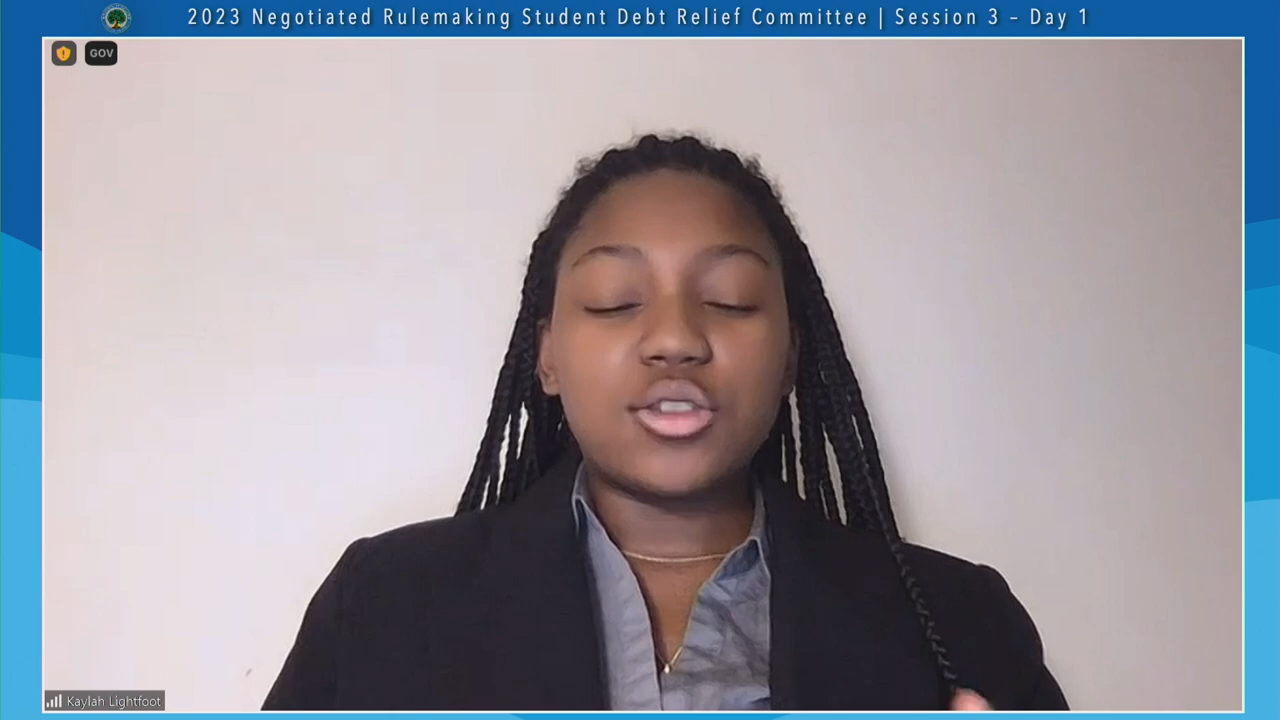 2023 Negotiated Rulemaking Student Debt Relief Committee | Session 3 – Day 1
GOV
Kaylah Lightfoot